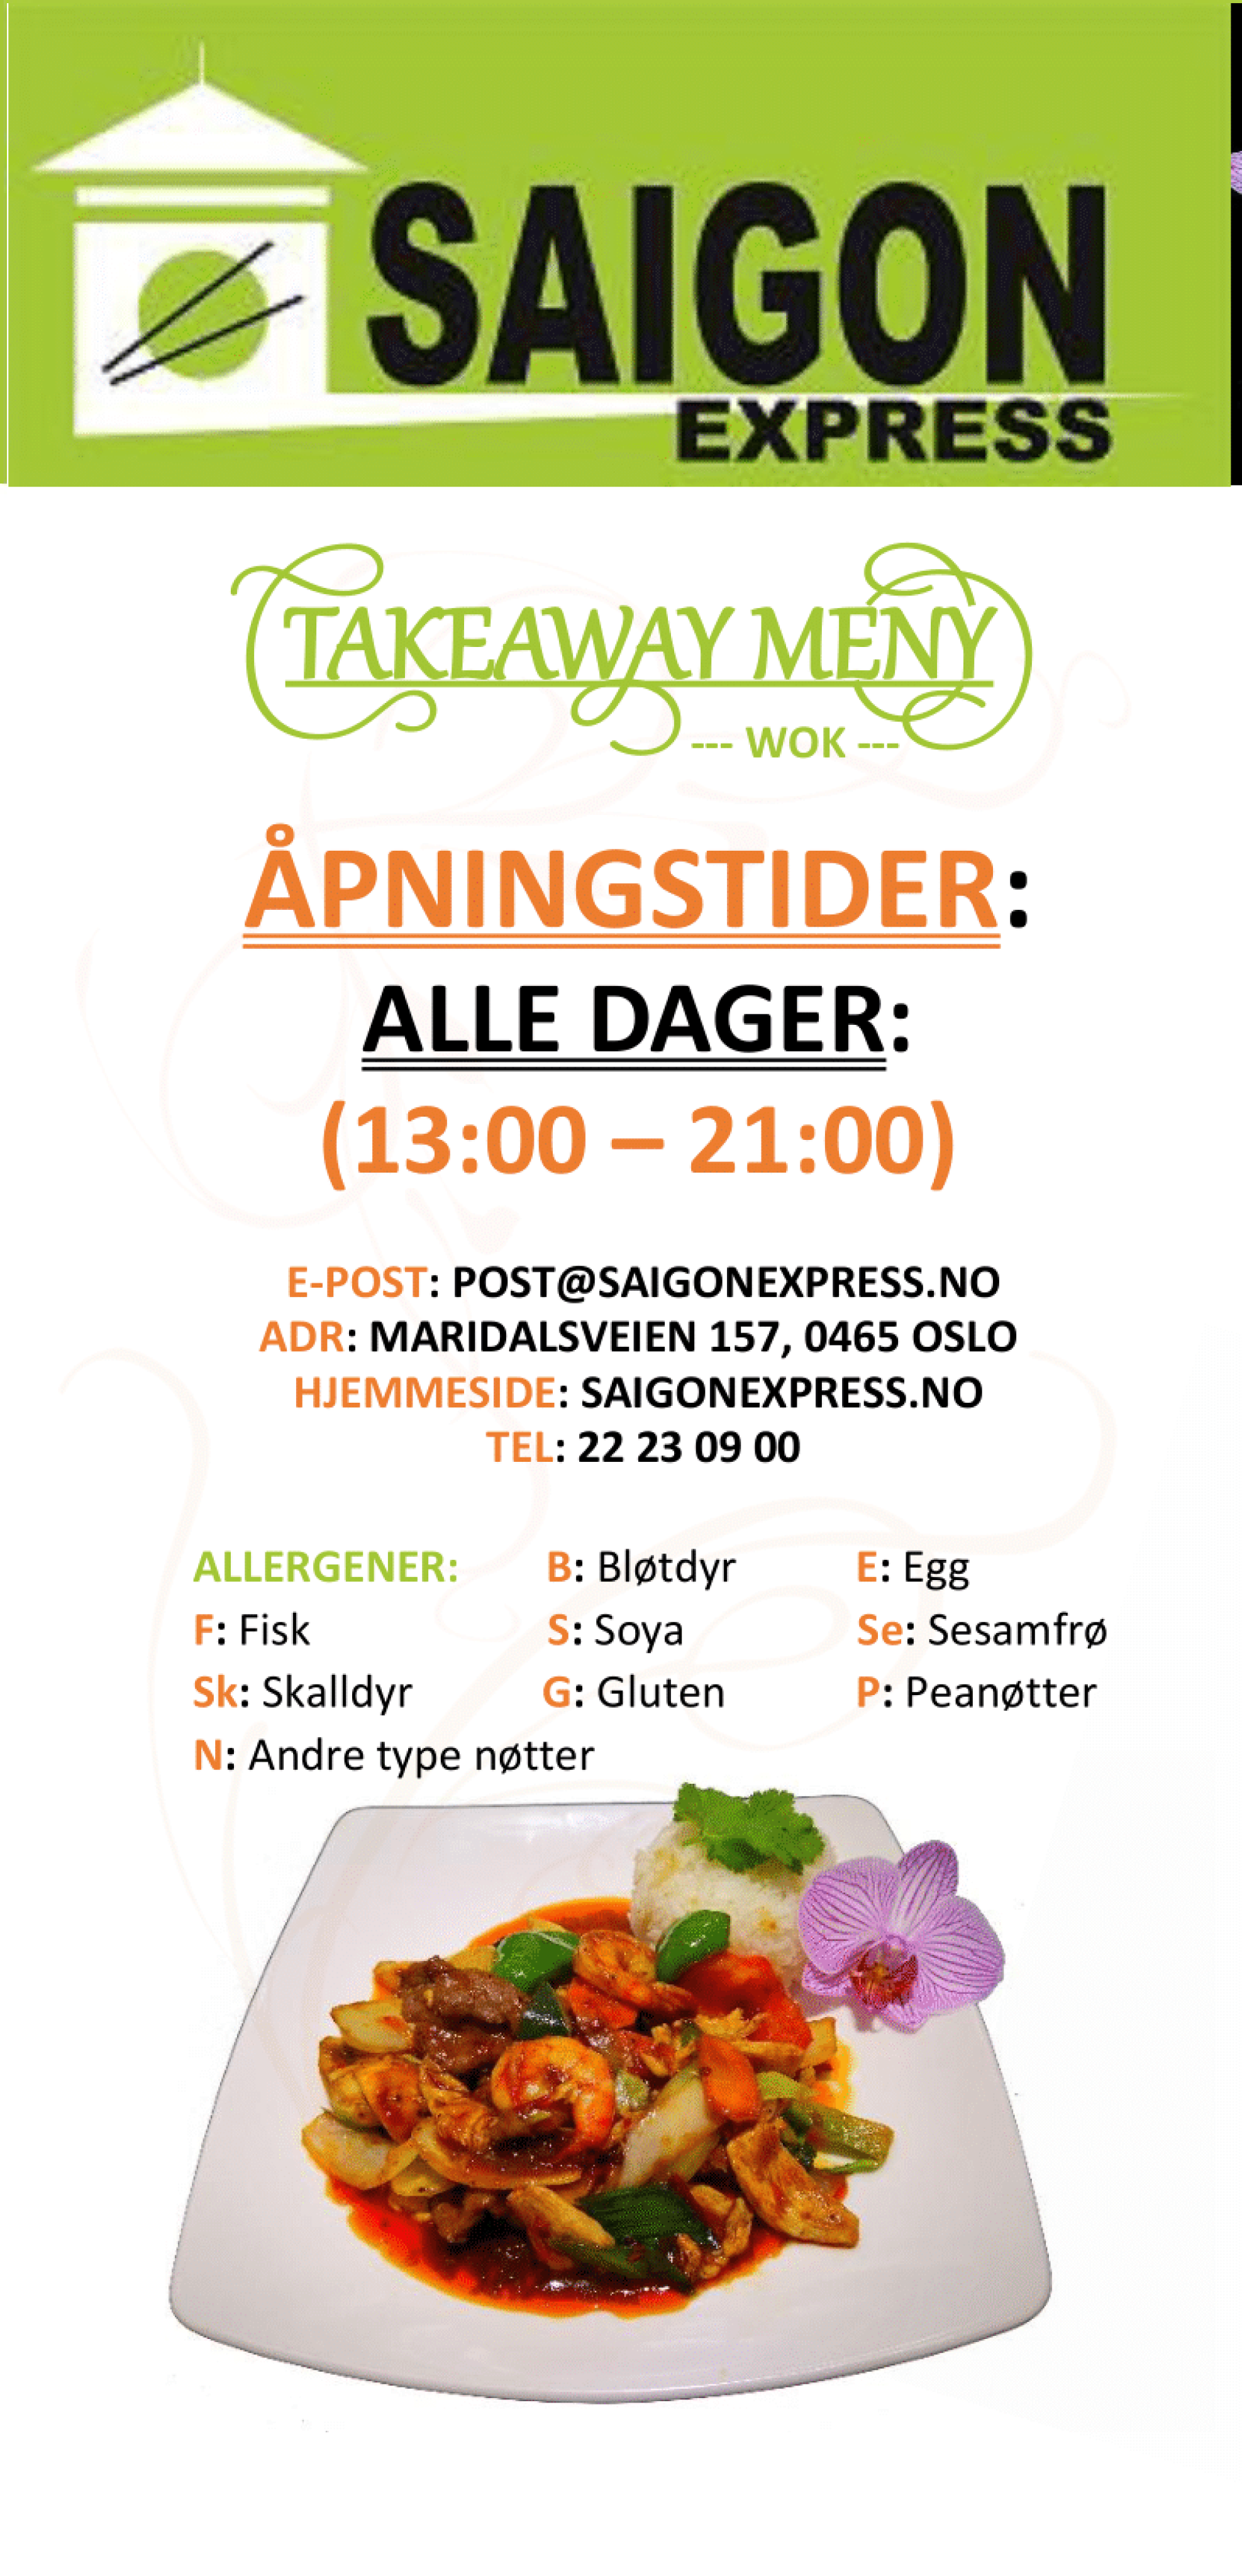 SAIGON
EXPRESS
TAKEAWAY MENY
--- WOK ---
ÅPNINGSTIDER:
ALLE DAGER:
(13:00 – 21:00)
E-POST: POST@SAIGONEXPRESS.NO
ADR: MARIDALSVEIEN 157, 0465 OSLO
HJEMMESIDE: SAIGONEXPRESS.NO
TEL: 22 23 09 00
ALLERGENER: B: Bløtdyr E: Egg
F: Fisk S: Soya Se: Sesamfrø
Sk: Skalldyr G: Gluten P: Peanøtter
N: Andre type nøtter